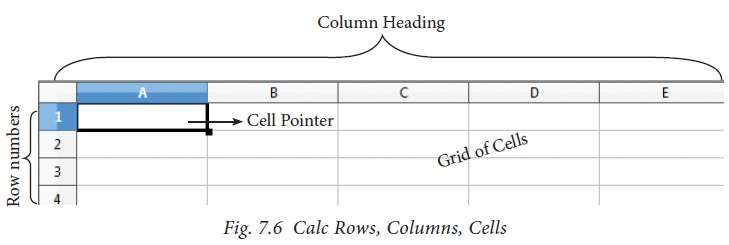 Column Heading
A B C D E
1 Cell Pointer
2 Grid of Cells
3
4
Row numbers
Fig. 7.6 Calc Rows, Columns, Cells